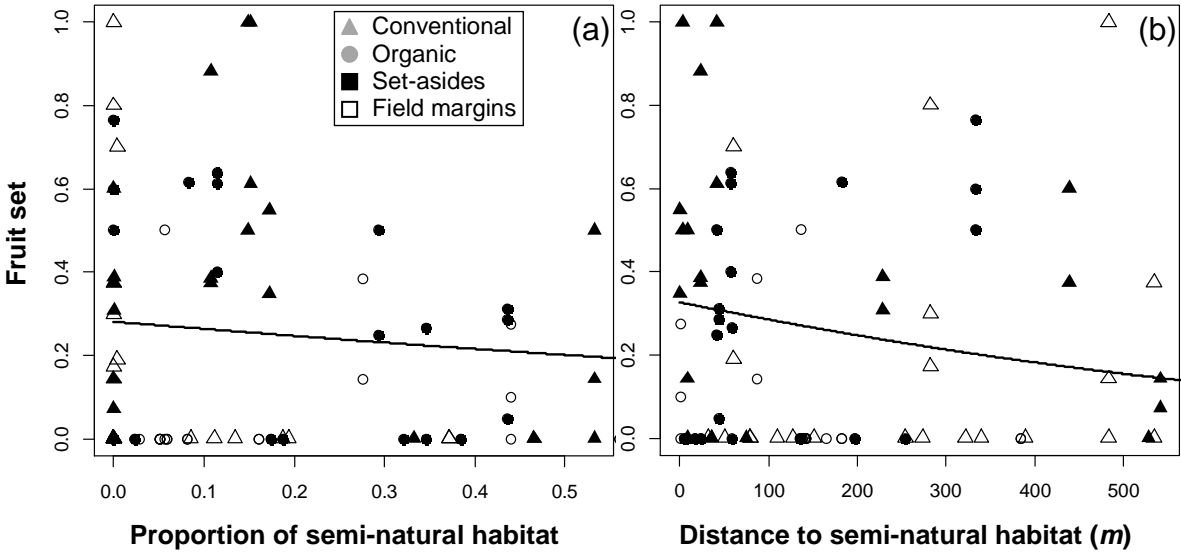 (a)
Conventional
Organic
Set-asides
Field margins
Fruit set
1.0
0.8
0.6
0.4
0.2
0.0
0.0 0.1 0.2 0.3 0.4 0.5
Proportion of semi-natural habitat
(b)
1.0
0.8
0.6
0.4
0.2
0.0
0 100 200 300 400 500
Distance to semi-natural habitat (m)